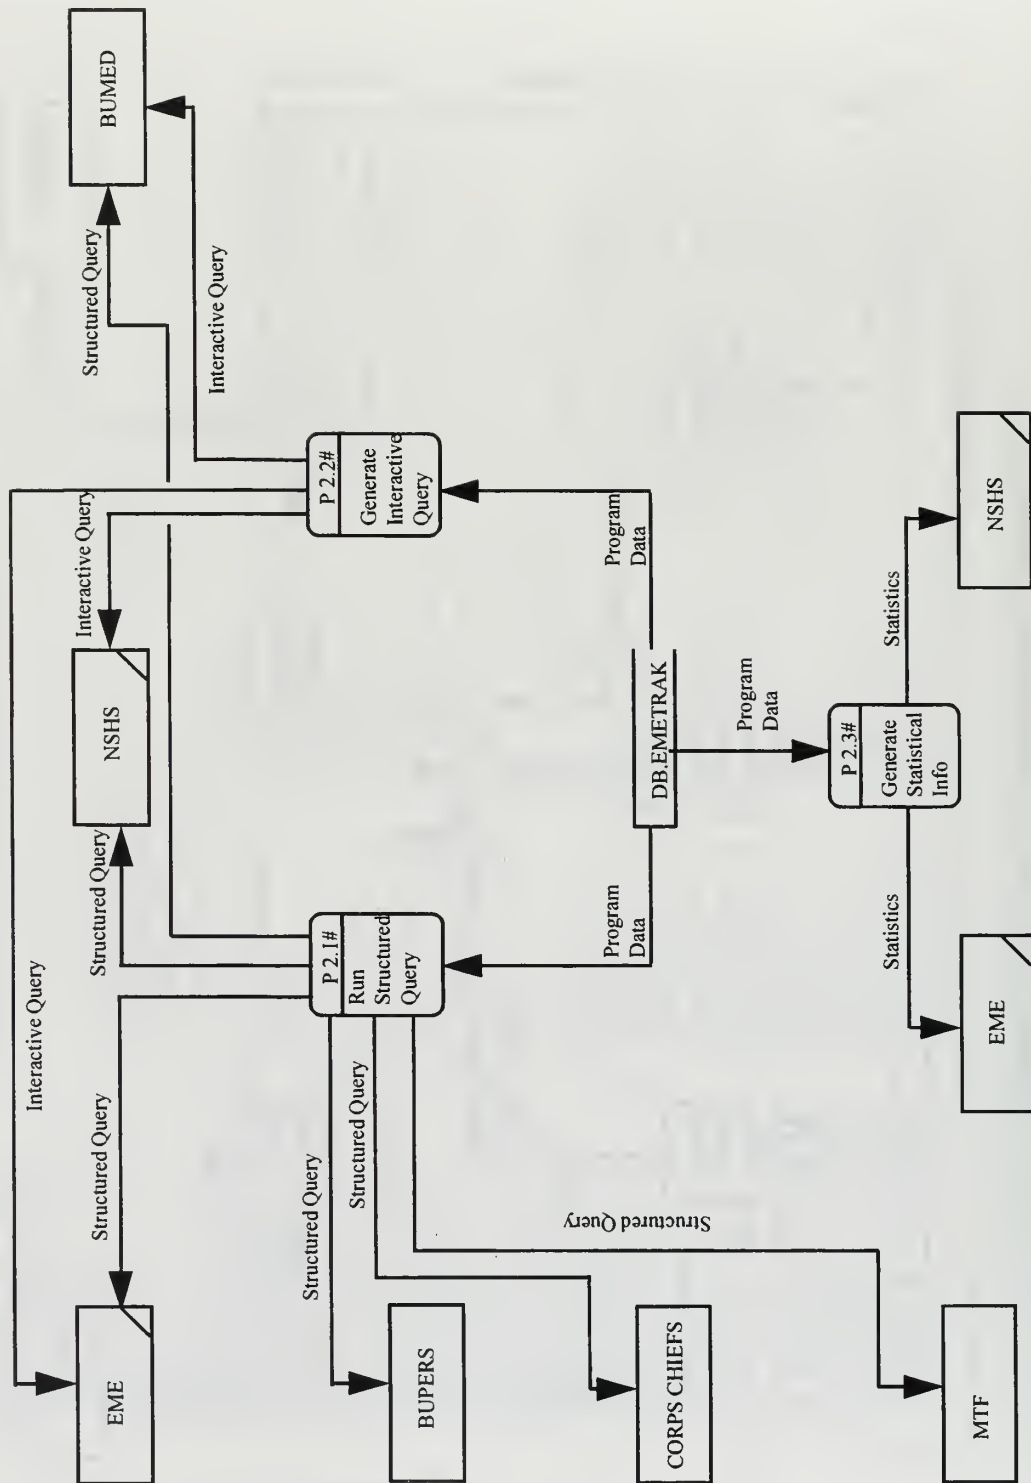 Interactive Query
EME
Structured Query
Structured Query
NSHS
Interactive Query
Structured Query
BUMED
Interactive Query
P 2.1#
Run
Structured
Query
P 2.2#
Generate
Interactive
Query
Structured Query
BUPERS
Structured Query
CORPS CHIEFS
Structured Query
MTF
Program
Data
DB.EMETRAK
Program
Data
Program
Data
P 2.3#
Generate
Statistical
Info
Statistics
EME
Statistics
NSHS